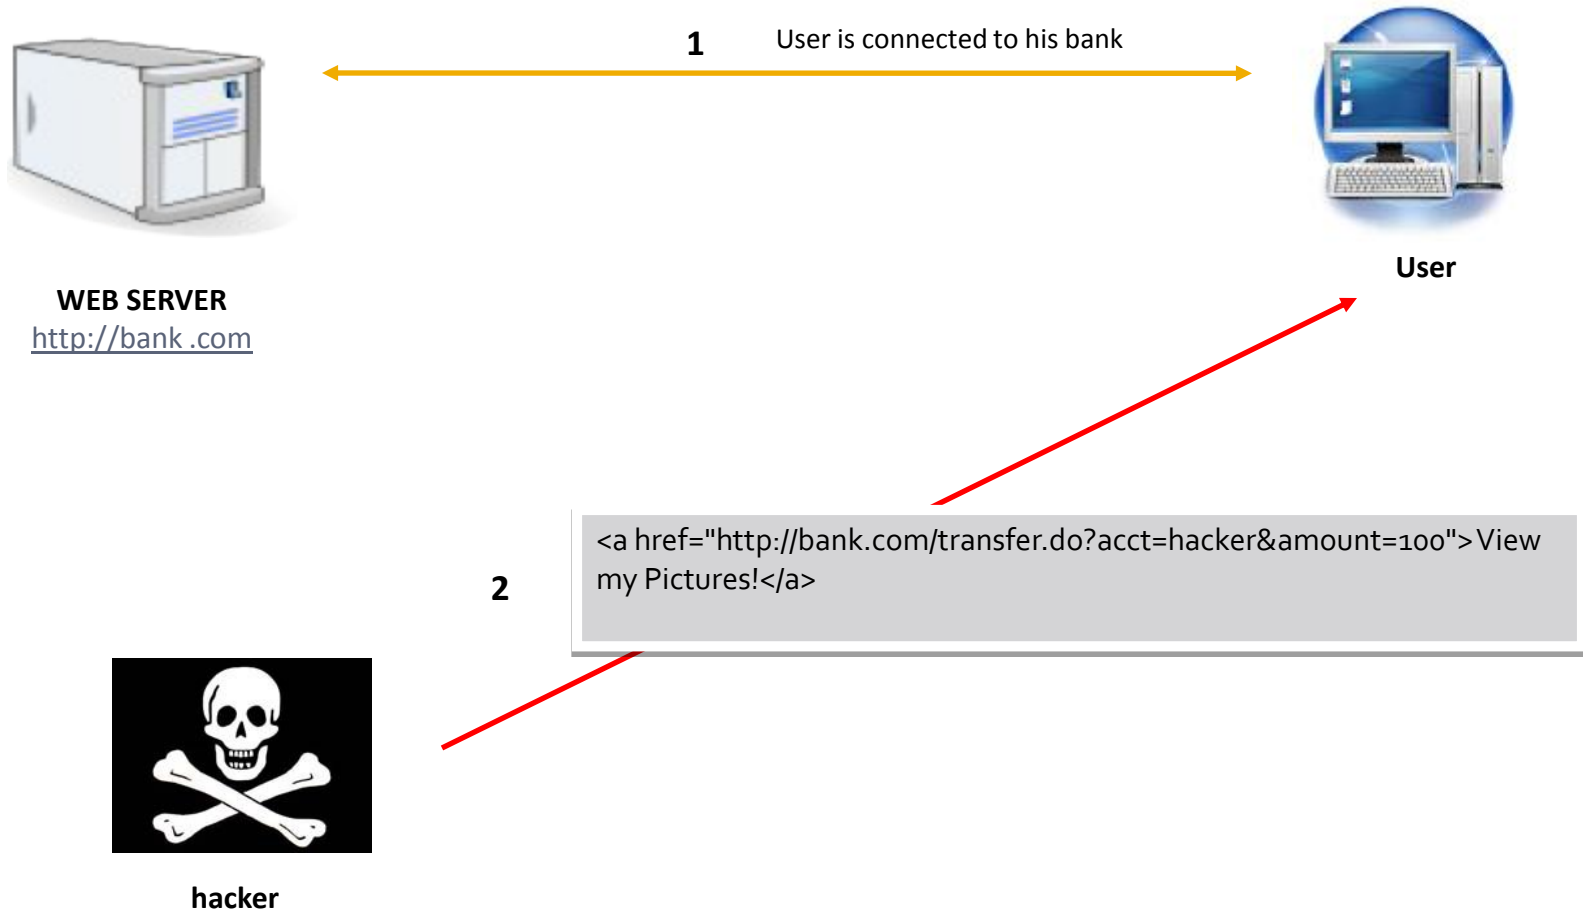 1
User is connected to his bank
User
WEB SERVER
http://bank .com
<a href="http://bank.com/transfer.do?acct=hacker&amount=100">View
my Pictures!</a>
2
hacker